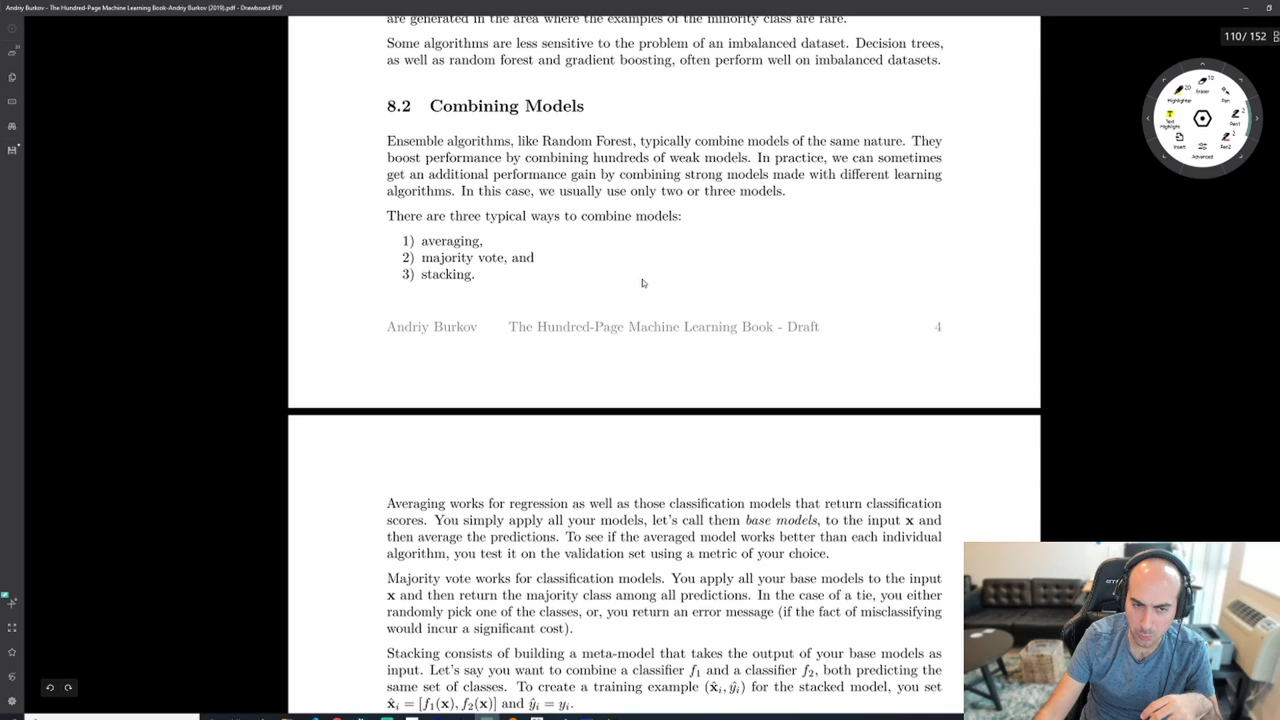 Andriy Burkov - The Hundred-Page Machine Learning Book-Andriy Burkov (2019).pdf - Drawboard PDF
110 / 152
are generated in the area where the examples of the minority class are rare.
Some algorithms are less sensitive to the problem of an imbalanced dataset. Decision trees,
as well as random forest and gradient boosting, often perform well on imbalanced datasets.
8.2 Combining Models
Ensemble algorithms, like Random Forest, typically combine models of the same nature. They
boost performance by combining hundreds of weak models. In practice, we can sometimes
get an additional performance gain by combining strong models made with different learning
algorithms. In this case, we usually use only two or three models.
There are three typical ways to combine models:
1) averaging,
2) majority vote, and
3) stacking.
Andriy Burkov The Hundred-Page Machine Learning Book - Draft 4
Averaging works for regression as well as those classification models that return classification
scores. You simply apply all your models, let's call them base models, to the input x and
then average the predictions. To see if the averaged model works better than each individual
algorithm, you test it on the validation set using a metric of your choice.
Majority vote works for classification models. You apply all your base models to the input
x and then return the majority class among all predictions. In the case of a tie, you either
randomly pick one of the classes, or, you return an error message (if the fact of misclassifying
would incur a significant cost).
Stacking consists of building a meta-model that takes the output of your base models as
input. Let's say you want to combine a classifier f₁ and a classifier f₂, both predicting the
same set of classes. To create a training example (x̂ᵢ, ŷᵢ) for the stacked model, you set
x̂ᵢ = [f₁(x), f₂(x)] and ŷᵢ = yᵢ.
Highlighter
20
Eraser
10
Pen
Text Highlight
Pen1
2
Insert
Pen2
2
Advanced